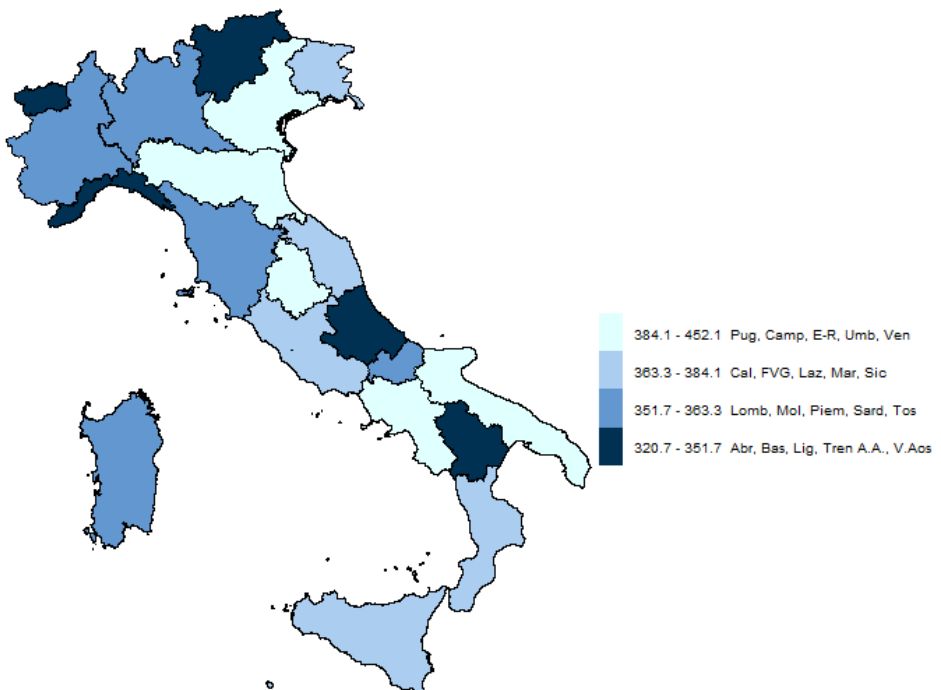 384.1 - 452.1 Pug, Camp, E-R, Umb, Ven
363.3 - 384.1 Cal, FVG, Laz, Mar, Sic
351.7 - 363.3 Lomb, Mol, Piem, Sard, Tos
320.7 - 351.7 Abr, Bas, Lig, Tren A.A., V.Aos